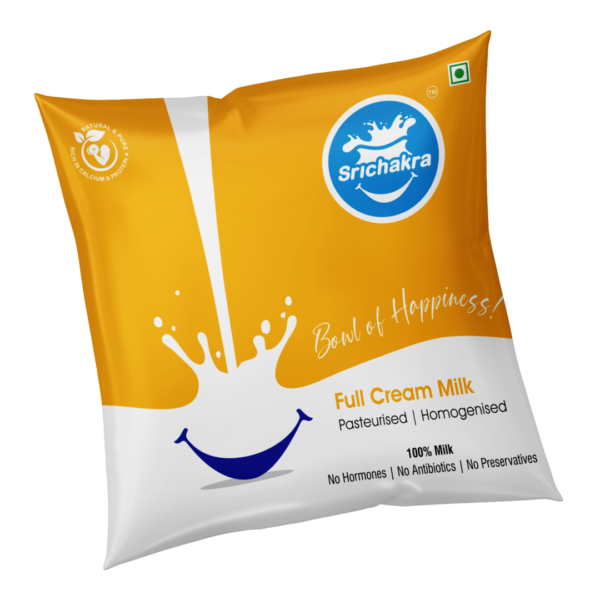 NATURAL & PURE
RICH IN CALCIUM & PROTEIN
TM
Srichakra
Bowl of Happiness!
Full Cream Milk
Pasteurised | Homogenised
100% Milk
No Hormones | No Antibiotics | No Preservatives